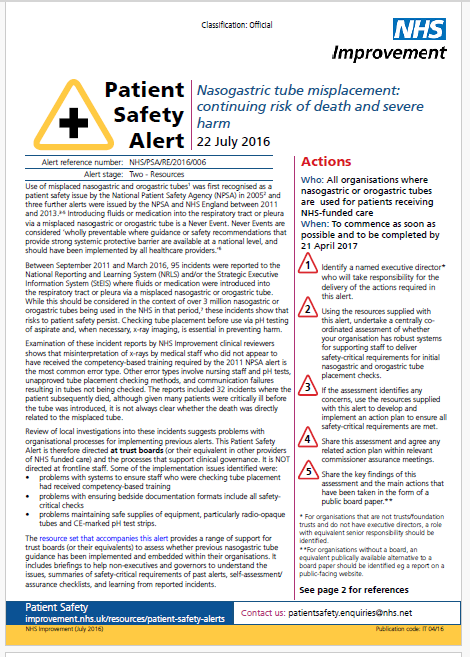 Classification: Official
NHS
Improvement
Patient
Safety
Alert
Nasogastric tube misplacement:
continuing risk of death and severe
harm
22 July 2016
Alert reference number: NHS/PSA/RE/2016/006
Alert stage: Two - Resources
Use of misplaced nasogastric and orogastric tubes¹ was first recognised as a
patient safety issue by the National Patient Safety Agency (NPSA) in 2005² and
three further alerts were issued by the NPSA and NHS England between 2011
and 2013. Introducing fluids or medication into the respiratory tract or pleura
via a misplaced nasogastric or orogastric tube is a Never Event. Never Events are
considered 'wholly preventable where guidance or safety recommendations that
provide strong systemic protective barrier are available at a national level, and
should have been implemented by all healthcare providers.'
Between September 2011 and March 2016, 95 incidents were reported to the
National Reporting and Learning System (NRLS) and/or the Strategic Executive
Information System (StEIS) where fluids or medication were introduced into
the respiratory tract or pleura via a misplaced nasogastric or orogastric tube.
While this should be considered in the context of over 3 million nasogastric or
orogastric tubes being used in the NHS in that period, these incidents show that
risks to patient safety persist. Checking tube placement before use via pH testing
of aspirate and, when necessary, x-ray imaging, is essential in preventing harm.
Examination of these incident reports by NHS Improvement clinical reviewers
shows that misinterpretation of x-rays by medical staff who did not appear to
have received the competency-based training required by the 2011 NPSA alert is
the most common error type. Other error types involve nursing staff and pH tests,
unapproved tube placement checking methods, and communication failures
resulting in tubes not being checked. The reports included 32 incidents where the
patient subsequently died, although given many patients were critically ill before
the tube was introduced, it is not always clear whether the death was directly
related to the misplaced tube.
Review of local investigations into these incidents suggests problems with
organisational processes for implementing previous alerts. This Patient Safety
Alert is therefore directed at trust boards (or their equivalent in other providers
of NHS funded care) and the processes that support clinical governance. It is NOT
directed at frontline staff. Some of the implementation issues identified were:
• problems with systems to ensure staff who were checking tube placement
had received competency-based training
• problems with ensuring bedside documentation formats include all safety-
critical checks
• problems maintaining safe supplies of equipment, particularly radio-opaque
tubes and CE-marked pH test strips.
The resource set that accompanies this alert provides a range of support for
trust boards (or their equivalents) to assess whether previous nasogastric tube
guidance has been implemented and embedded within their organisations. It
includes briefings to help non-executives and governors to understand the
issues, summaries of safety-critical requirements of past alerts, self-assessment/
assurance checklists, and learning from reported incidents.
Actions
Who: All organisations where
nasogastric or orogastric tubes
are used for patients receiving
NHS-funded care
When: To commence as soon as
possible and to be completed by
21 April 2017
1 Identify a named executive director*
who will take responsibility for the
delivery of the actions required in
this alert.
2 Using the resources supplied with
this alert, undertake a centrally co-
ordinated assessment of whether
your organisation has robust systems
for supporting staff to deliver
safety-critical requirements for initial
nasogastric and orogastric tube
placement checks.
3 If the assessment identifies any
concerns, use the resources supplied
with this alert to develop and
implement an action plan to ensure all
safety-critical requirements are met.
4 Share this assessment and agree any
related action plan within relevant
commissioner assurance meetings.
5 Share the key findings of this
assessment and the main actions that
have been taken in the form of a
public board paper.**
* For organisations that are not trusts/foundation
trusts and do not have executive directors, a role
with equivalent senior responsibility should be
identified.
**For organisations without a board, an
equivalent publically available alternative to a
board paper should be identified eg a report on a
public-facing website.
See page 2 for references
Patient Safety
improvement.nhs.uk/resources/patient-safety-alerts
Contact us: patientsafety.enquiries@nhs.net
NHS Improvement (July 2016)
Publication code: IT 04/16